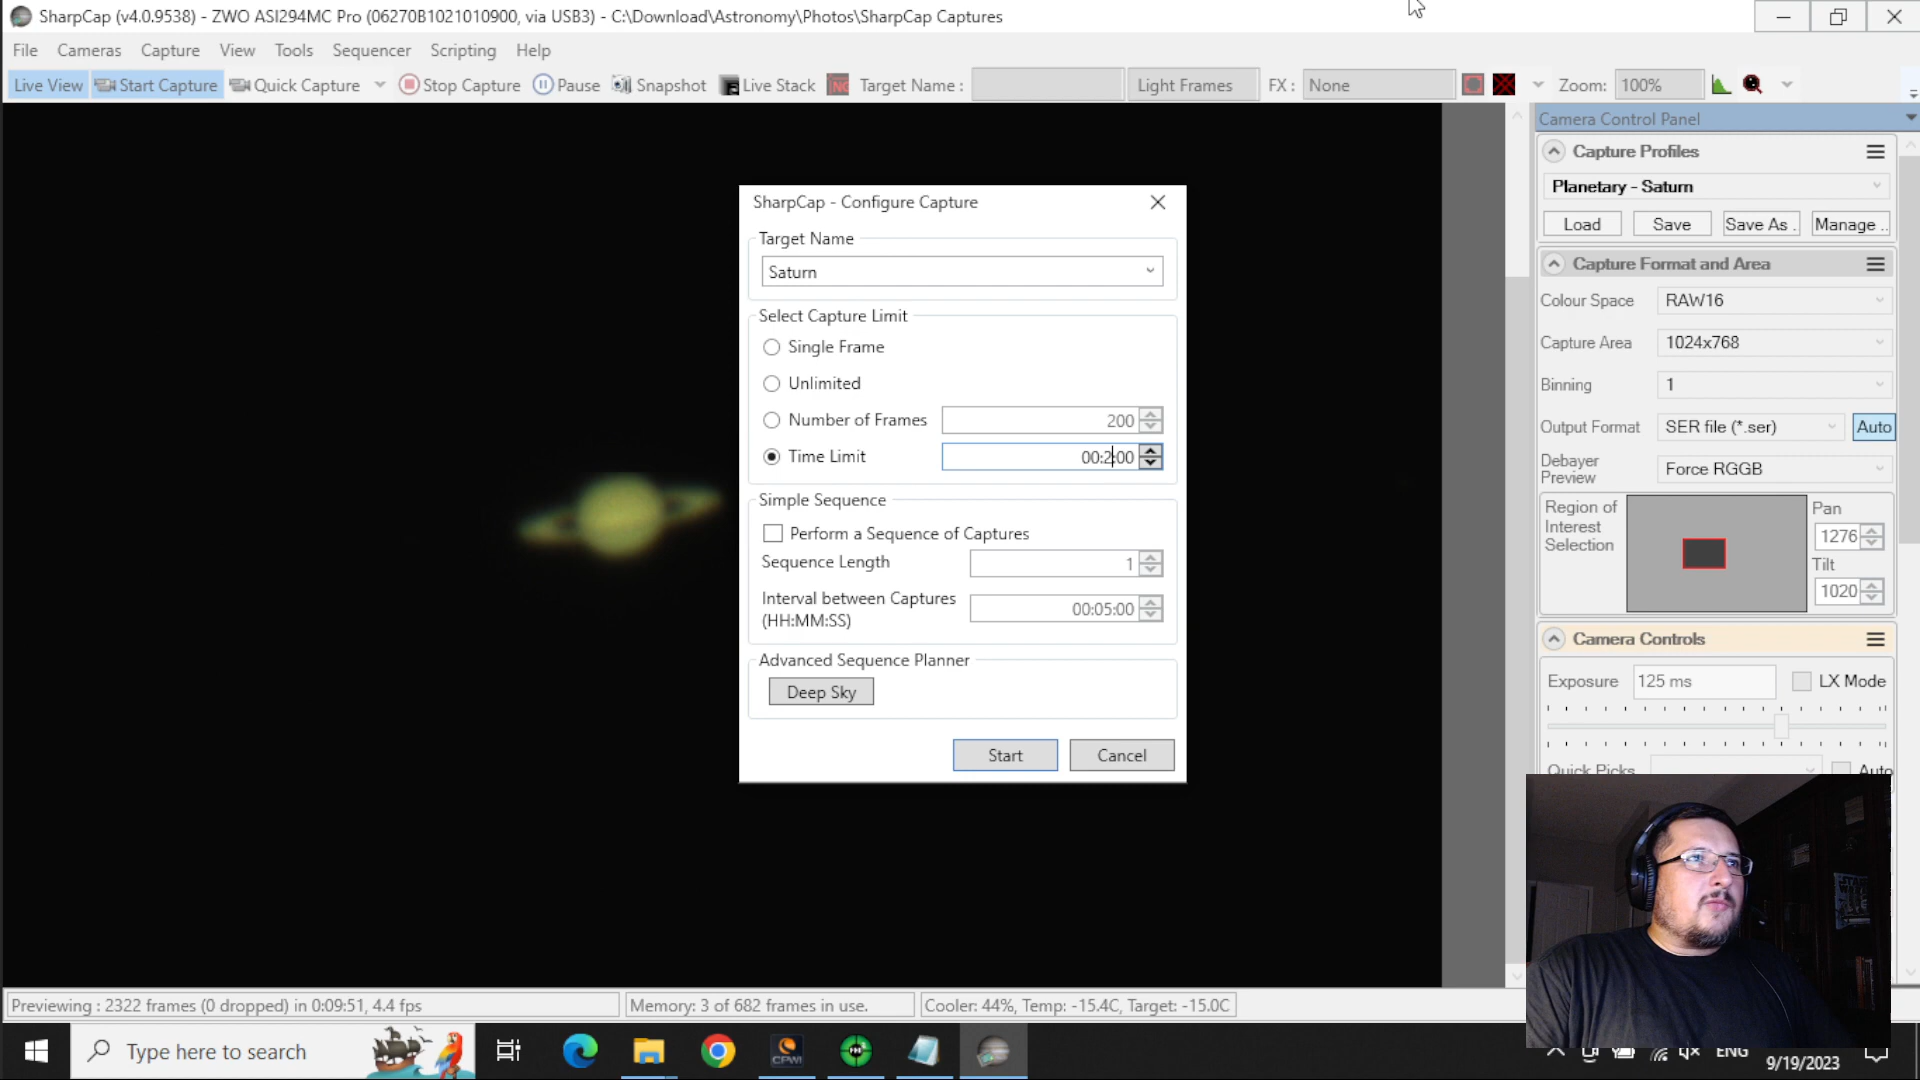 SharpCap (v4.0.9538) - ZWO ASI294MC Pro (06270B1021010900, via USB3) - C:\Download\Astronomy\Photos\SharpCap Captures
File Cameras Capture View Tools Sequencer Scripting Help
Live View Start Capture Quick Capture Stop Capture Pause Snapshot Live Stack Target Name : Light Frames FX : None Zoom: 100%
Camera Control Panel
Capture Profiles
Planetary - Saturn
Load Save Save As . Manage ..
Capture Format and Area
Colour Space RAW16
Capture Area 1024x768
Binning 1
Output Format SER file (*.ser) Auto
Debayer Preview Force RGGB
Region of Interest Selection
Pan
1276
Tilt
1020
Camera Controls
Exposure 125 ms LX Mode
Quick Picks Auto
SharpCap - Configure Capture
Target Name
Saturn
Select Capture Limit
Single Frame
Unlimited
Number of Frames 200
Time Limit 00:2:00
Simple Sequence
Perform a Sequence of Captures
Sequence Length 1
Interval between Captures
(HH:MM:SS) 00:05:00
Advanced Sequence Planner
Deep Sky
Start Cancel
Previewing : 2322 frames (0 dropped) in 0:09:51, 4.4 fps
Memory: 3 of 682 frames in use.
Cooler: 44%, Temp: -15.4C, Target: -15.0C
Type here to search
CPWI
ENG
9/19/2023